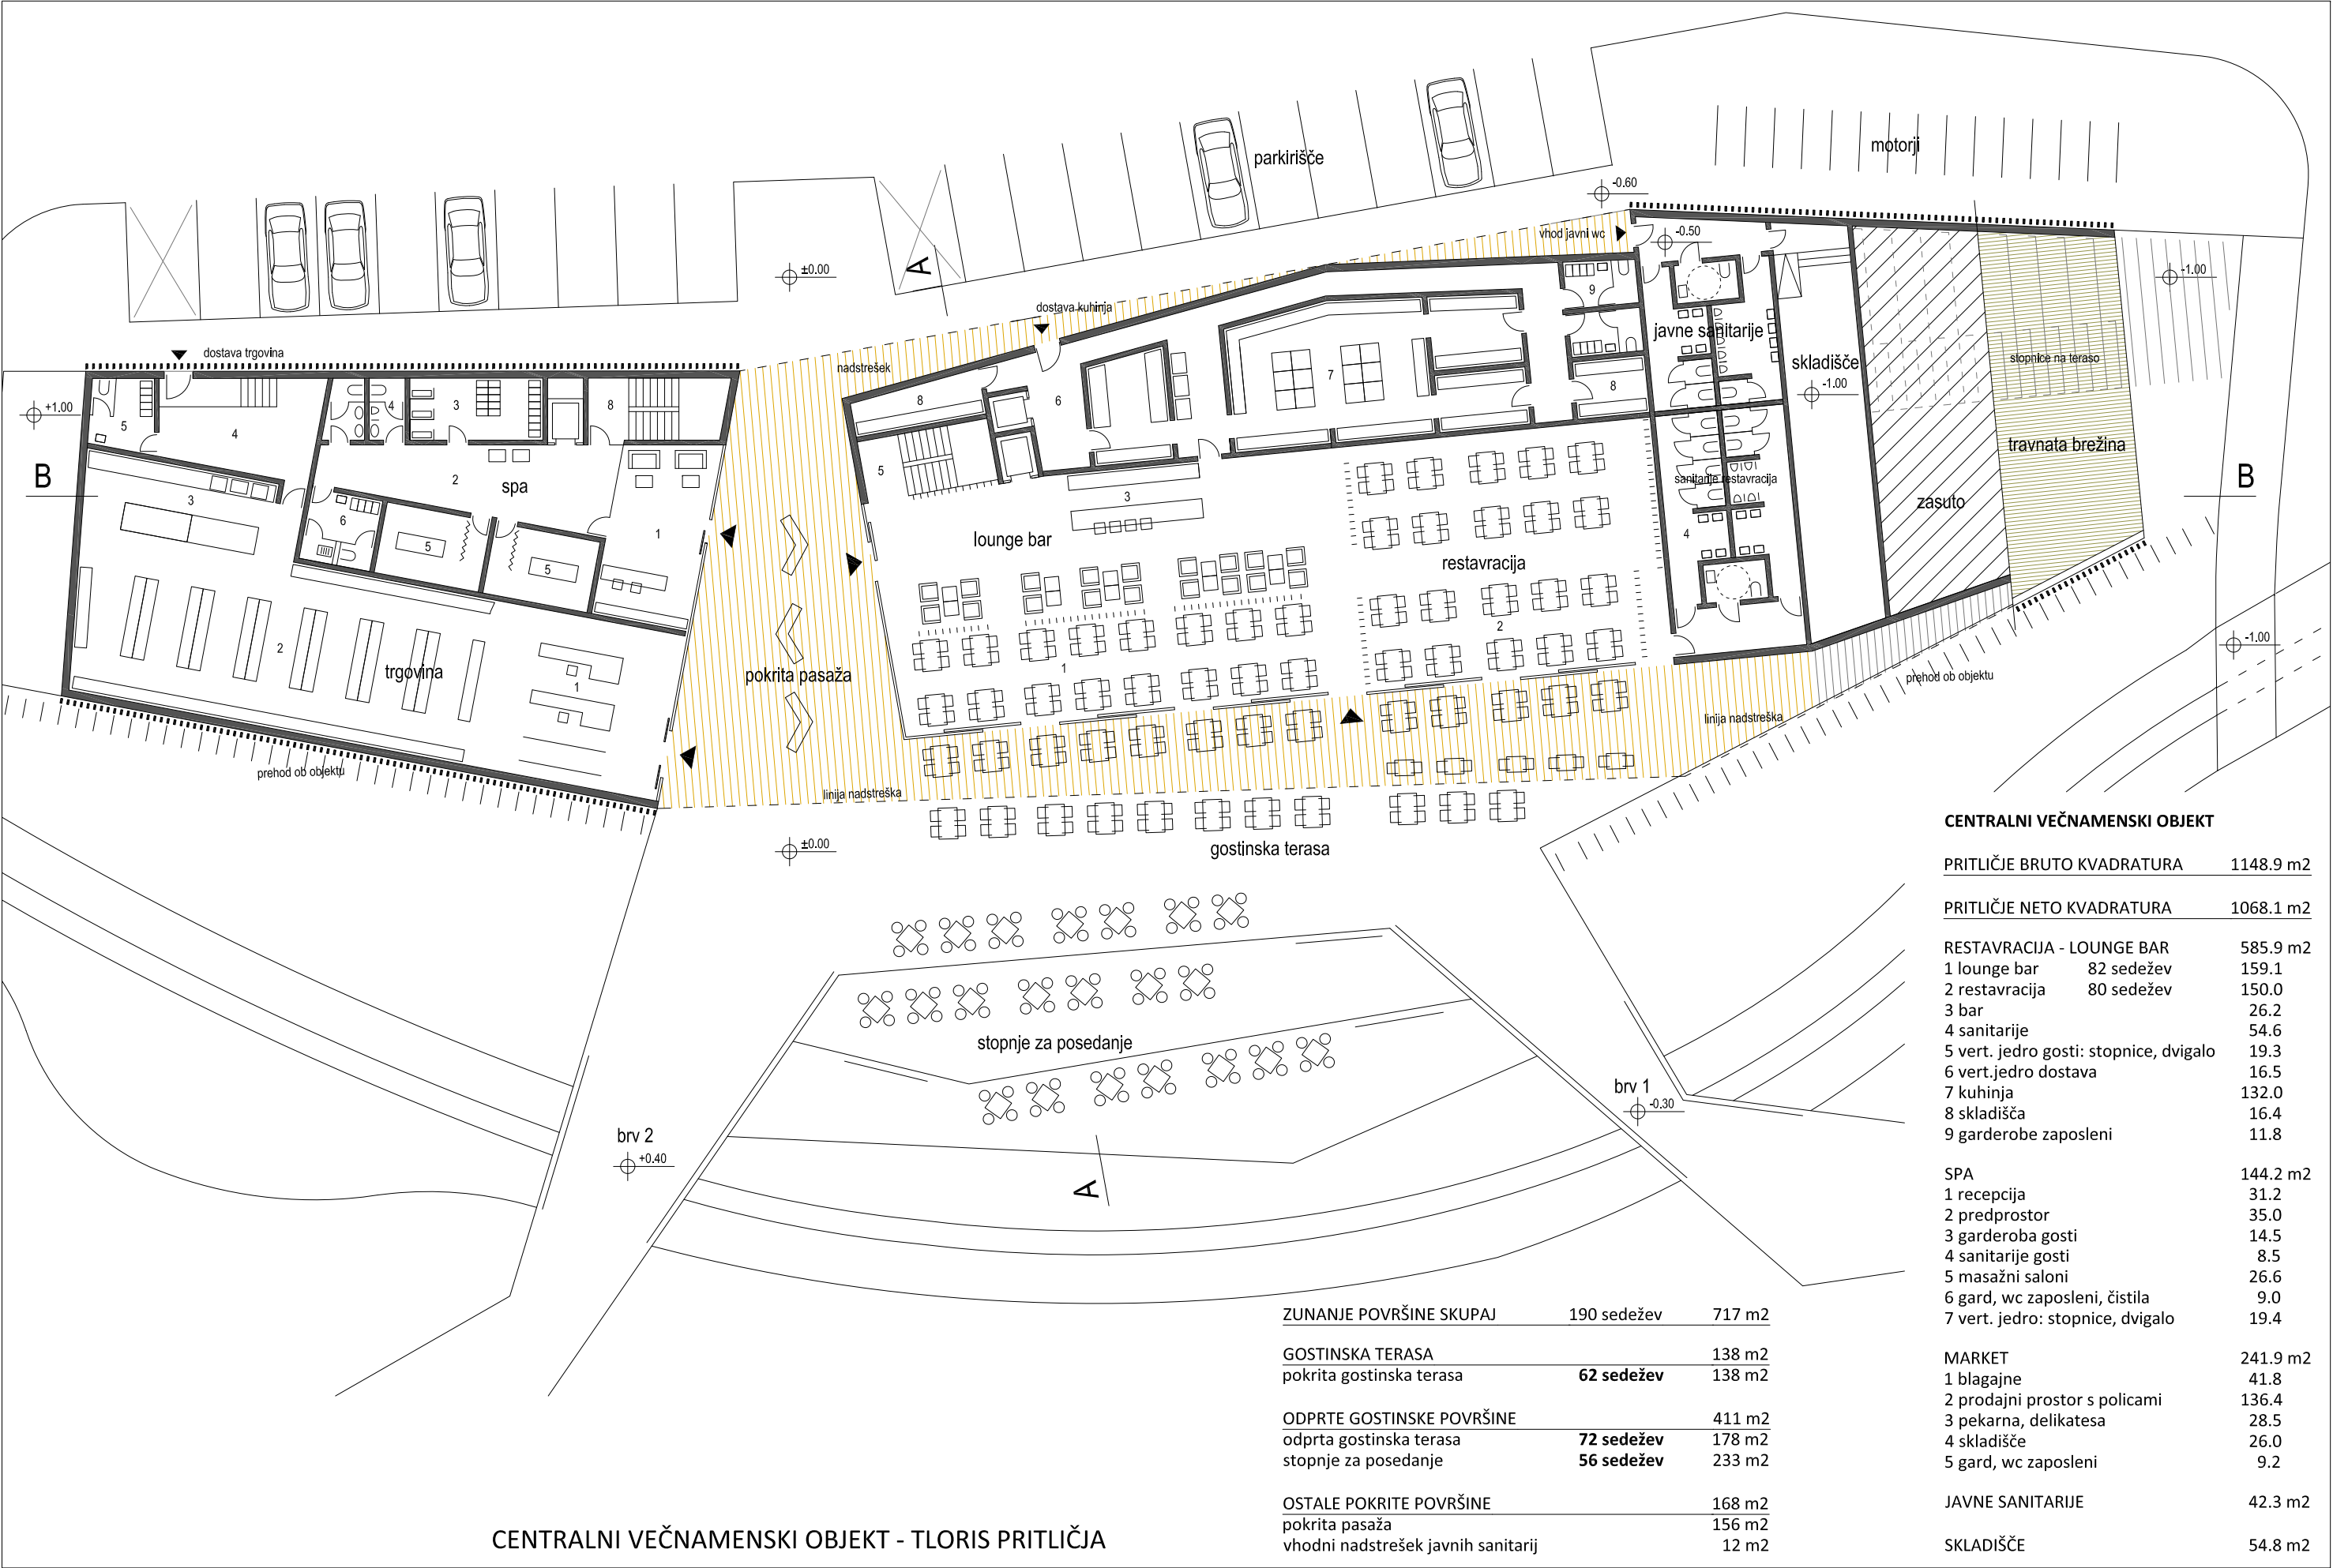 motorji
parkirišče
-0.60
vhod javni wc
-0.50
A
±0.00
-1.00
dostava kuhinja
dostava trgovina
nadstrešek
javne sanitarije
skladišče
-1.00
stopnice na teraso
+1.00
5
4
4
3
8
8
6
7
9
8
B
3
2
spa
6
5
5
1
5
3
lounge bar
restavracija
sanitarije restavracija
4
travnata brežina
zasuto
B
2
trgovina
1
pokrita pasaža
1
2
-1.00
prehod ob objektu
linija nadstreška
prehod ob objektu
linija nadstreška
±0.00
gostinska terasa
stopnje za posedanje
brv 1
-0.30
brv 2
+0.40
A
CENTRALNI VEČNAMENSKI OBJEKT
PRITLIČJE BRUTO KVADRATURA 1148.9 m2
PRITLIČJE NETO KVADRATURA 1068.1 m2
RESTAVRACIJA - LOUNGE BAR 585.9 m2
1 lounge bar 82 sedežev 159.1
2 restavracija 80 sedežev 150.0
3 bar 26.2
4 sanitarije 54.6
5 vert. jedro gosti: stopnice, dvigalo 19.3
6 vert.jedro dostava 16.5
7 kuhinja 132.0
8 skladišča 16.4
9 garderobe zaposleni 11.8
SPA 144.2 m2
1 recepcija 31.2
2 predprostor 35.0
3 garderoba gosti 14.5
4 sanitarije gosti 8.5
5 masažni saloni 26.6
6 gard, wc zaposleni, čistila 9.0
7 vert. jedro: stopnice, dvigalo 19.4
MARKET 241.9 m2
1 blagajne 41.8
2 prodajni prostor s policami 136.4
3 pekarna, delikatesa 28.5
4 skladišče 26.0
5 gard, wc zaposleni 9.2
JAVNE SANITARIJE 42.3 m2
SKLADIŠČE 54.8 m2
ZUNANJE POVRŠINE SKUPAJ 190 sedežev 717 m2
GOSTINSKA TERASA 138 m2
pokrita gostinska terasa 62 sedežev 138 m2
ODPRTE GOSTINSKE POVRŠINE 411 m2
odprta gostinska terasa 72 sedežev 178 m2
stopnje za posedanje 56 sedežev 233 m2
OSTALE POKRITE POVRŠINE 168 m2
pokrita pasaža 156 m2
vhodni nadstrešek javnih sanitarij 12 m2
CENTRALNI VEČNAMENSKI OBJEKT - TLORIS PRITLIČJA